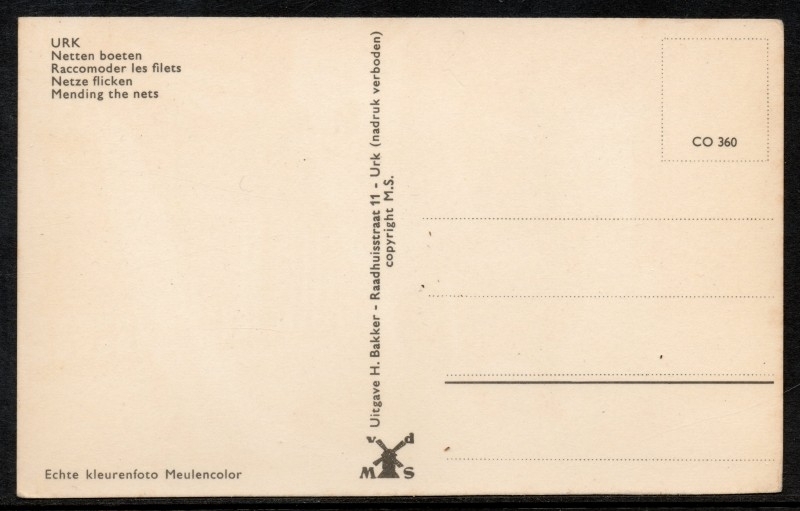 URK
Netten boeten
Raccomoder les filets
Netze flicken
Mending the nets
Echte kleurenfoto Meulencolor
Uitgave H. Bakker - Raadhuisstraat 11 - Urk (nadruk verboden)
copyright M.S.
v d
M S
CO 360